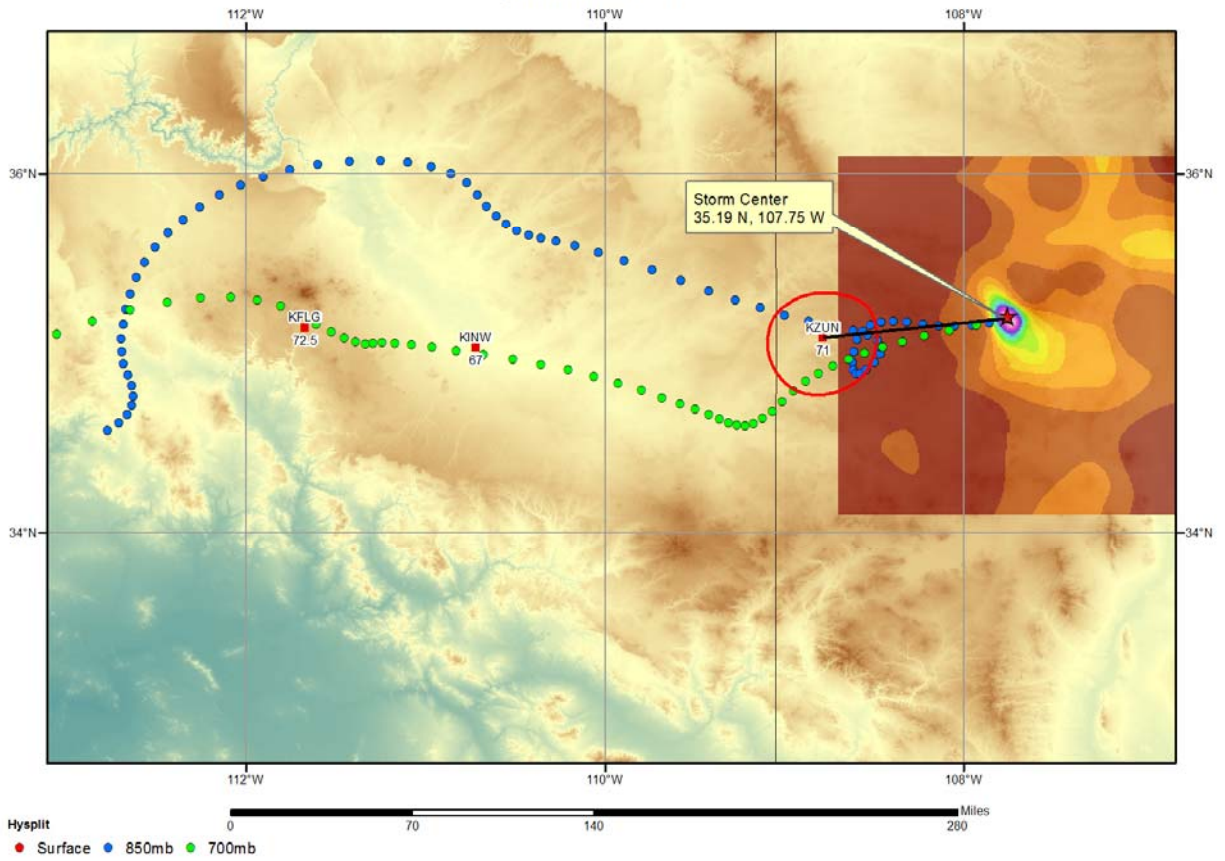 112°W 110°W 108°W
36°N 36°N
Storm Center
35.19 N, 107.75 W
KFLG
72.5
KINW
67
KZUN
71
34°N 34°N
112°W 110°W 108°W
Miles
0 70 140 280
Hysplit
Surface 850mb 700mb